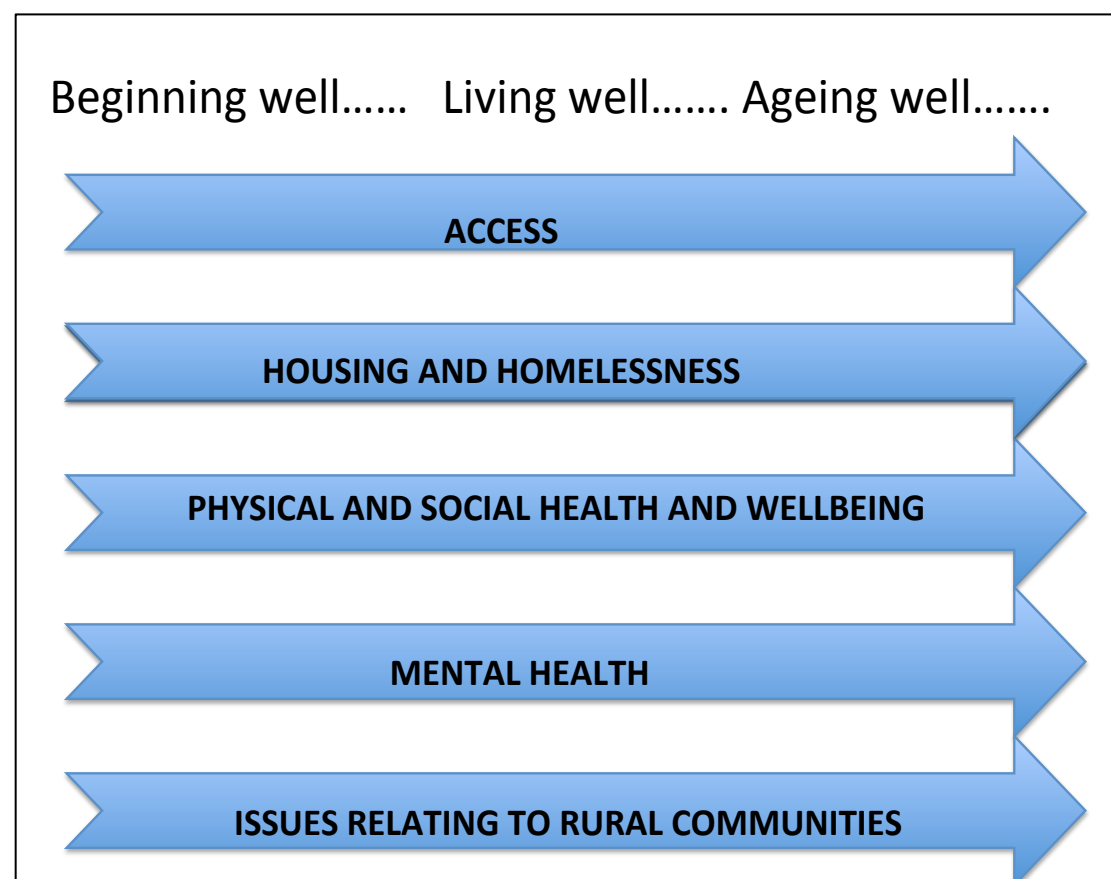 Beginning well...... Living well....... Ageing well.......
ACCESS
HOUSING AND HOMELESSNESS
PHYSICAL AND SOCIAL HEALTH AND WELLBEING
MENTAL HEALTH
ISSUES RELATING TO RURAL COMMUNITIES